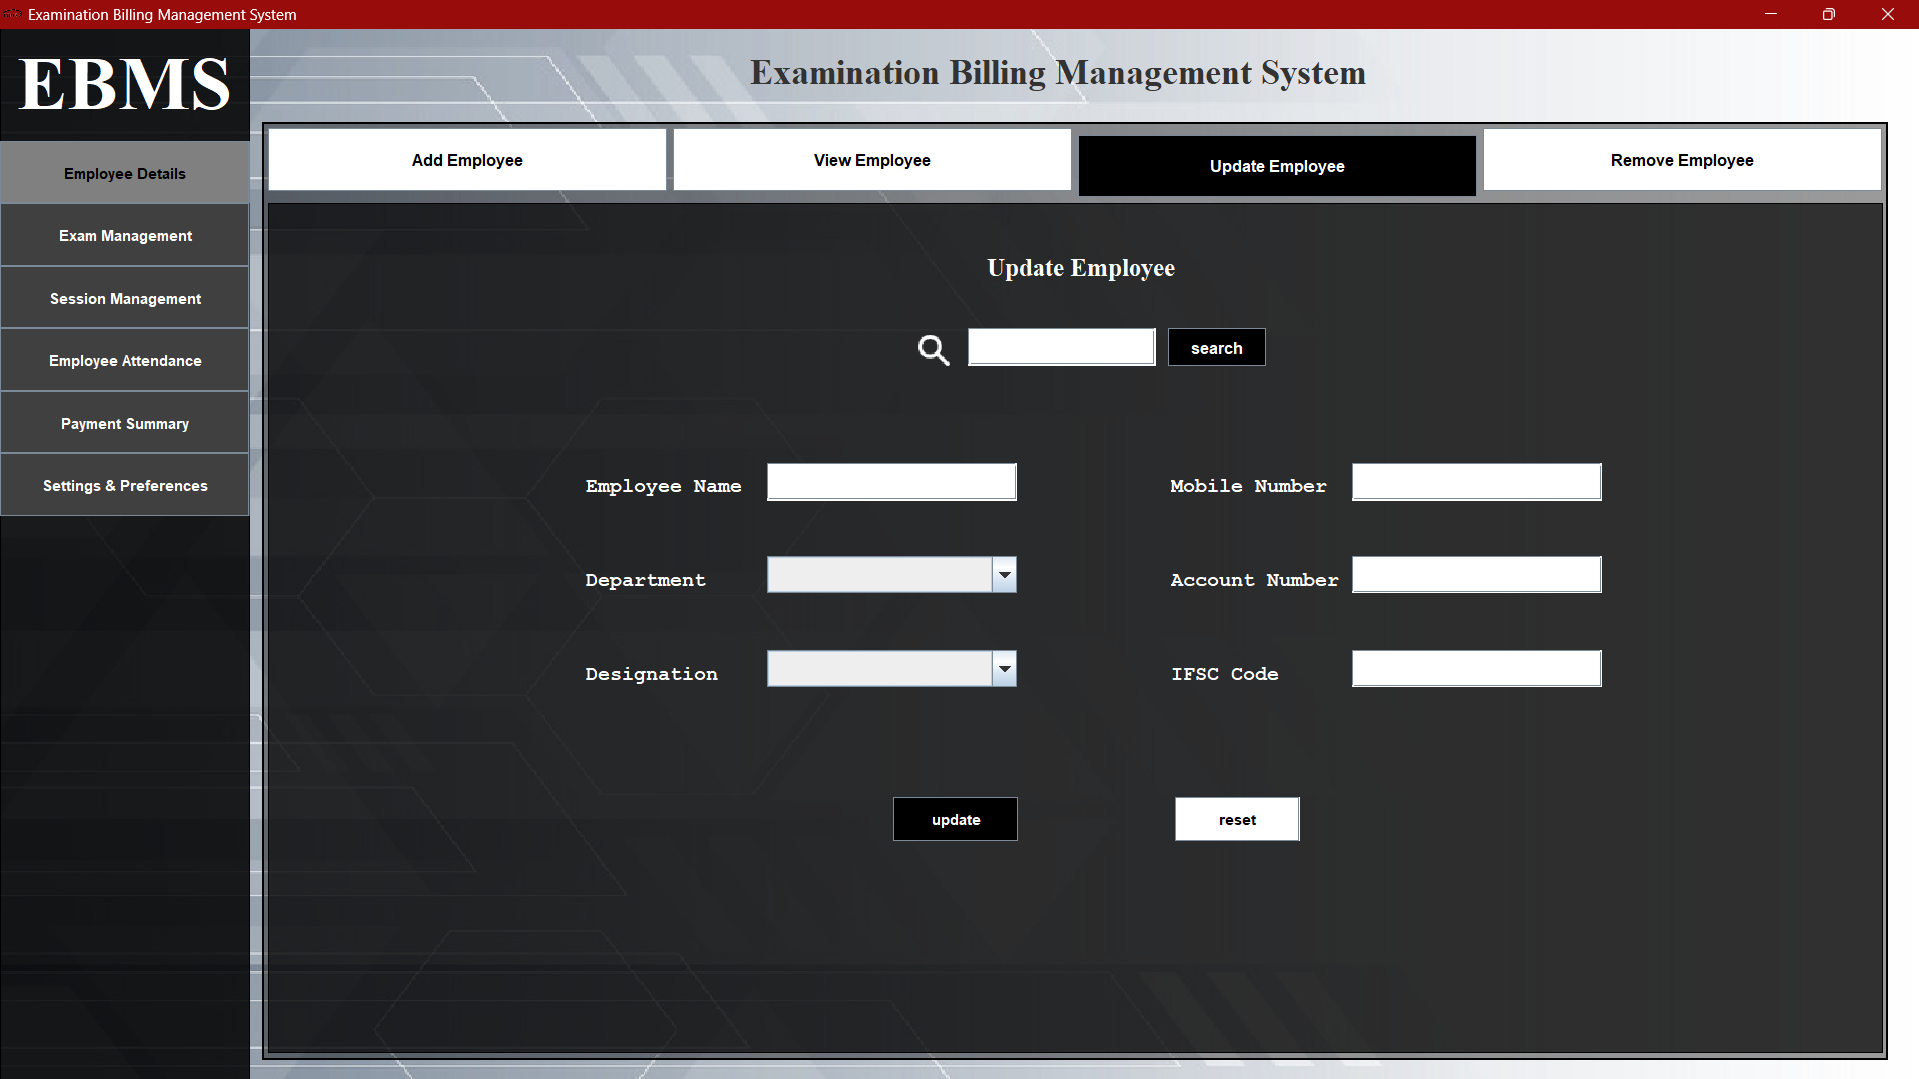 Examination Billing Management System
EBMS
Examination Billing Management System
Employee Details
Exam Management
Session Management
Employee Attendance
Payment Summary
Settings & Preferences
Add Employee
View Employee
Update Employee
Remove Employee
Update Employee
search
Employee Name
Mobile Number
Department
Account Number
Designation
IFSC Code
update
reset